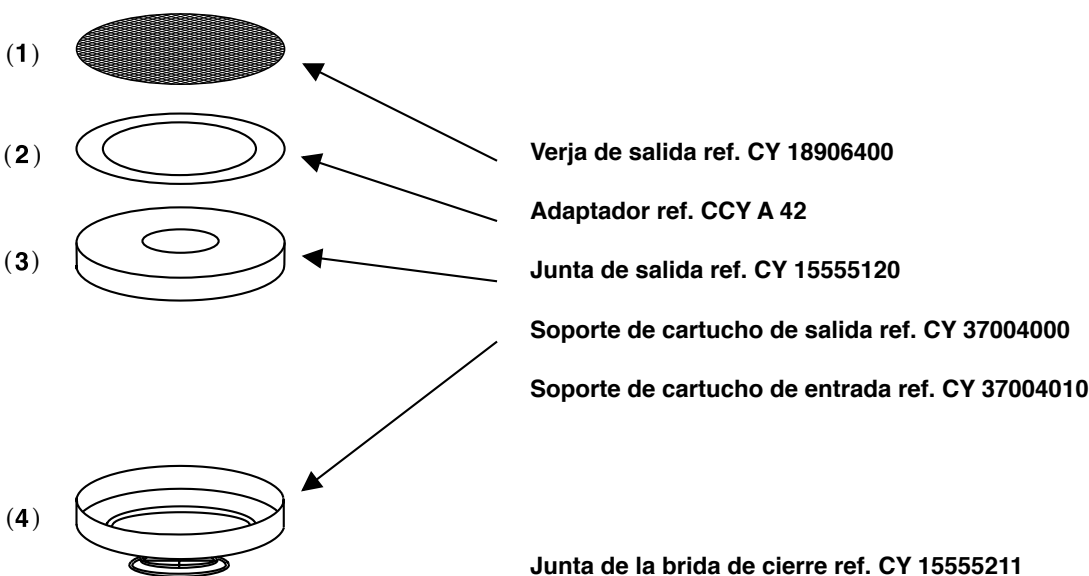 (1)
(2)
Verja de salida ref. CY 18906400
Adaptador ref. CCY A 42
(3)
Junta de salida ref. CY 15555120
Soporte de cartucho de salida ref. CY 37004000
Soporte de cartucho de entrada ref. CY 37004010
(4)
Junta de la brida de cierre ref. CY 15555211